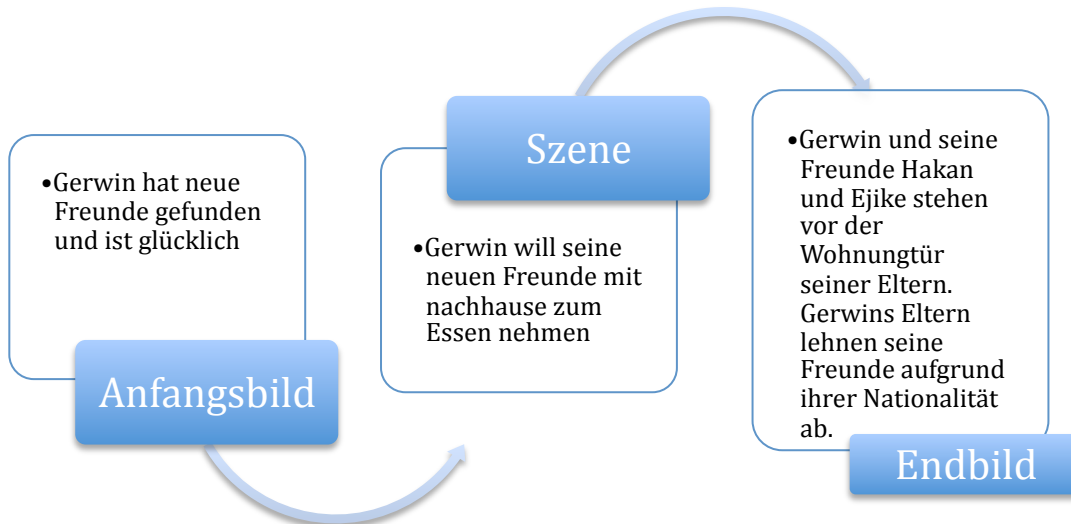 •Gerwin hat neue
Freunde gefunden
und ist glücklich
Anfangsbild
Szene
•Gerwin will seine
neuen Freunde mit
nachhause zum
Essen nehmen
•Gerwin und seine
Freunde Hakan
und Ejike stehen
vor der
Wohnungtür
seiner Eltern.
Gerwins Eltern
lehnen seine
Freunde aufgrund
ihrer Nationalität
ab.
Endbild